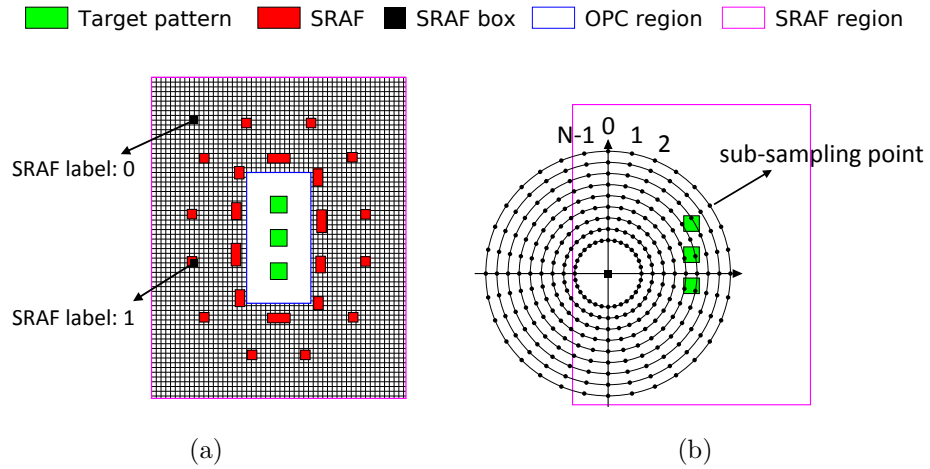 Target pattern SRAF SRAF box OPC region SRAF region
SRAF label: 0
SRAF label: 1
(a)
N-1 0 1 2
sub-sampling point
(b)